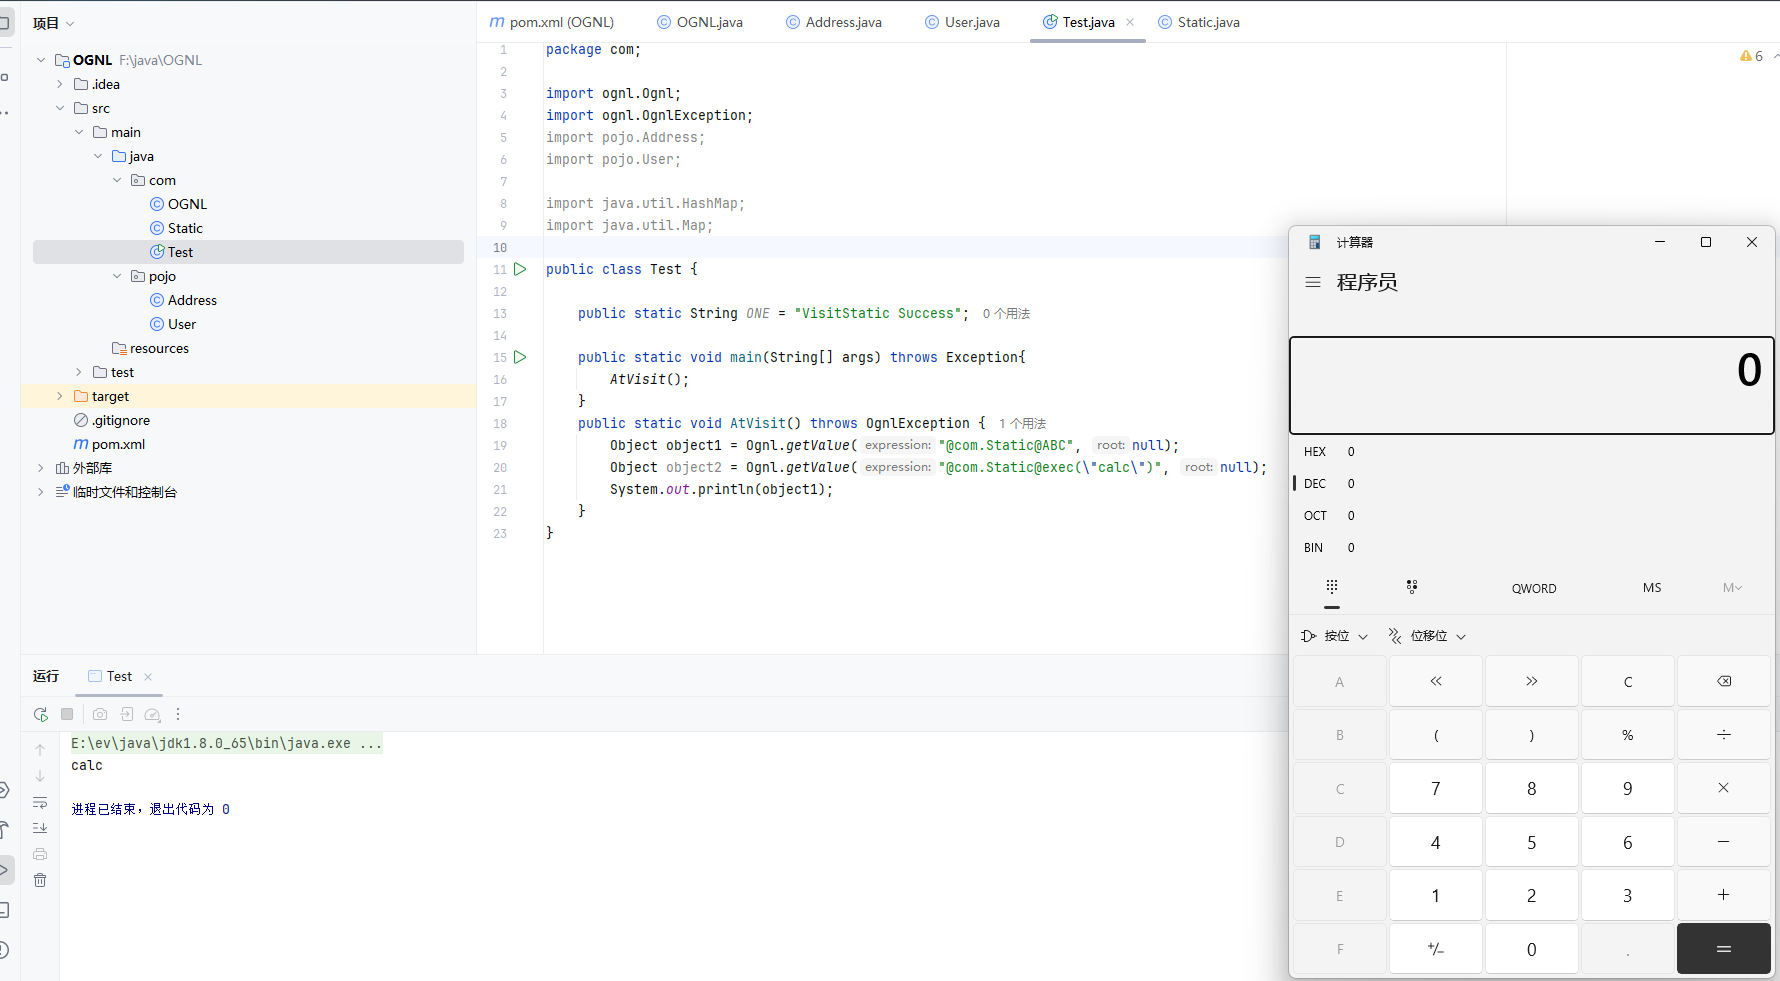 项目
OGNL F:\java\OGNL
.idea
src
main
java
com
OGNL
Static
Test
pojo
Address
User
resources
test
target
.gitignore
pom.xml
外部库
临时文件和控制台
pom.xml (OGNL) OGNL.java Address.java User.java Test.java Static.java
6
1 package com;
2
3 import ognl.Ognl;
4 import ognl.OgnlException;
5 import pojo.Address;
6 import pojo.User;
7
8 import java.util.HashMap;
9 import java.util.Map;
10
11 public class Test {
12
13 public static String ONE = "VisitStatic Success"; 0 个用法
14
15 public static void main(String[] args) throws Exception{
16 AtVisit();
17 }
18 public static void AtVisit() throws OgnlException { 1 个用法
19 Object object1 = Ognl.getValue( expression: "@com.Static@ABC", root: null);
20 Object object2 = Ognl.getValue( expression: "@com.Static@exec(\"calc\")", root: null);
21 System.out.println(object1);
22 }
23 }
运行 Test
E:\ev\java\jdk1.8.0_65\bin\java.exe ...
calc
进程已结束，退出代码为 0
计算器
程序员
0
HEX 0
DEC 0
OCT 0
BIN 0
QWORD MS M
按位 位移位
A « » C
B ( ) % ÷
C 7 8 9 ×
D 4 5 6 −
E 1 2 3 +
F +/− 0 . =